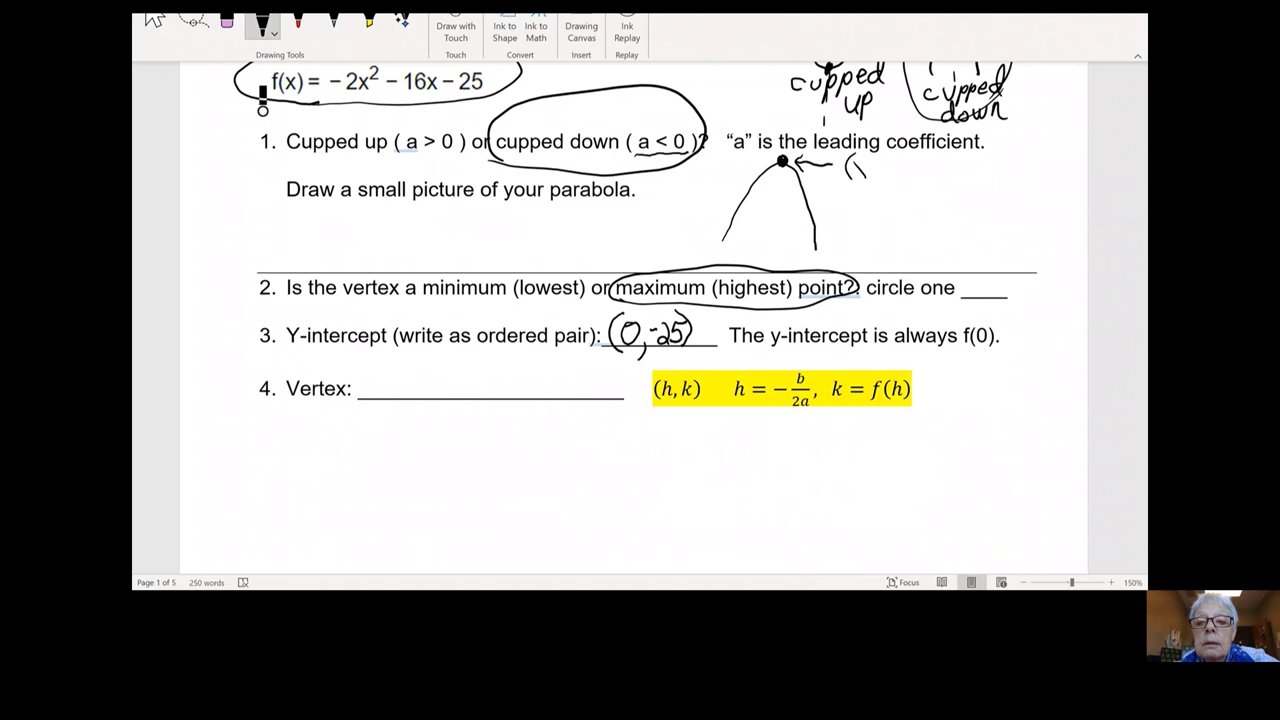 Draw with Touch
Ink to Shape
Ink to Math
Drawing Canvas
Ink Replay
Drawing Tools
Touch
Convert
Insert
Replay
f(x) = − 2x² − 16x − 25
cupped up
cupped down
1. Cupped up ( a > 0 ) or cupped down ( a < 0 )? “a” is the leading coefficient.
(
Draw a small picture of your parabola.
2. Is the vertex a minimum (lowest) or maximum (highest) point? circle one ____
3. Y-intercept (write as ordered pair): (0, -25) The y-intercept is always f(0).
4. Vertex: ____________________ (h, k) h = − b/2a, k = f(h)
Page 1 of 5
250 words
Focus
150%